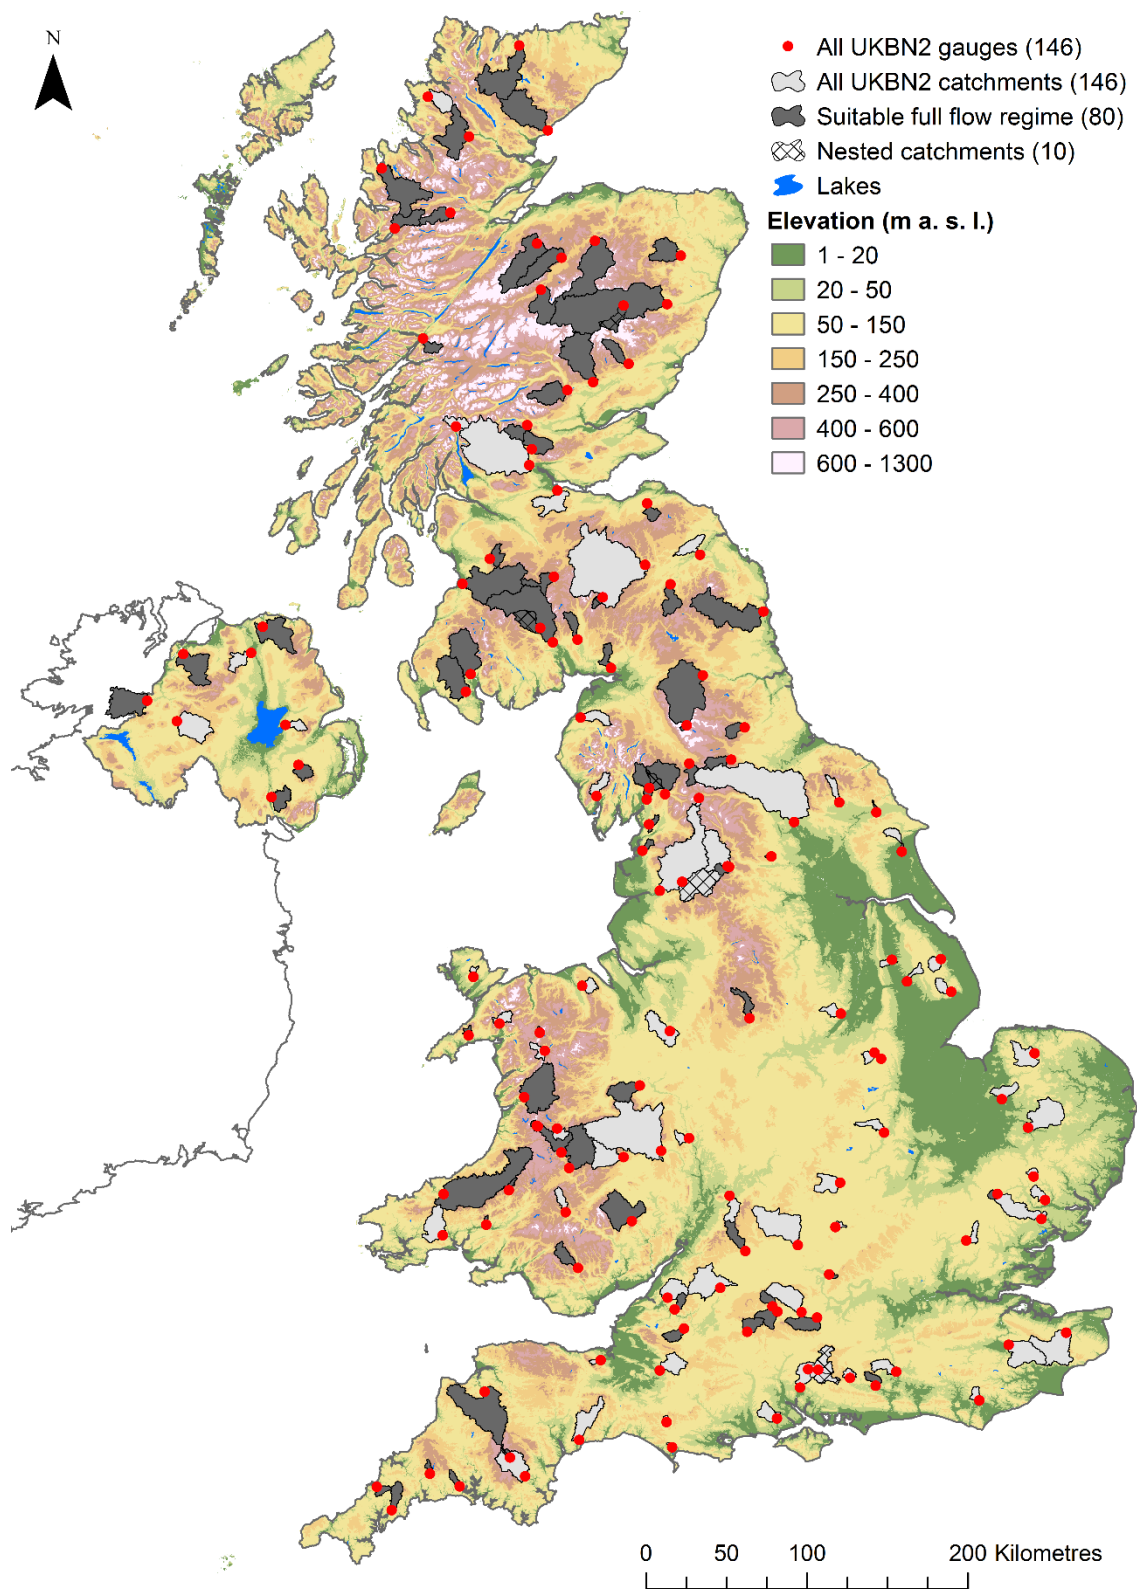 N
All UKBN2 gauges (146)
All UKBN2 catchments (146)
Suitable full flow regime (80)
Nested catchments (10)
Lakes
Elevation (m a. s. l.)
1 - 20
20 - 50
50 - 150
150 - 250
250 - 400
400 - 600
600 - 1300
0 50 100 200 Kilometres